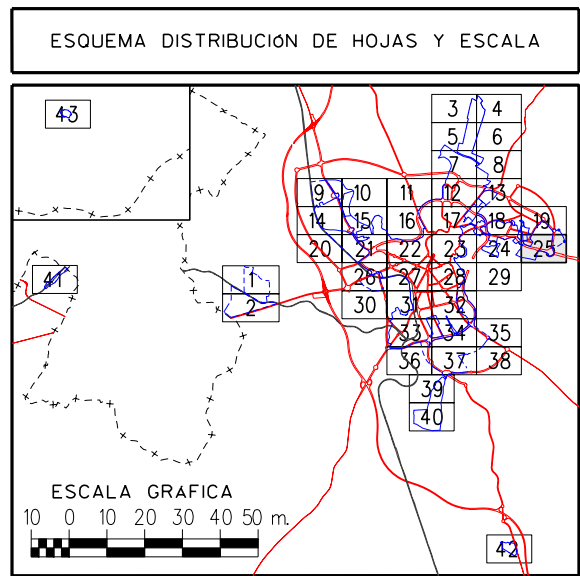 ESQUEMA DISTRIBUCIÓN DE HOJAS Y ESCALA
43
3 4
5 6
7 8
9 10 11 12 13
14 15 16 17 18 19
20 21 22 23 24 25
41
1
26 27 28 29
2
30 31 32
33 34 35
36 37 38
39
40
ESCALA GRÁFICA
10 0 10 20 30 40 50 m.
42